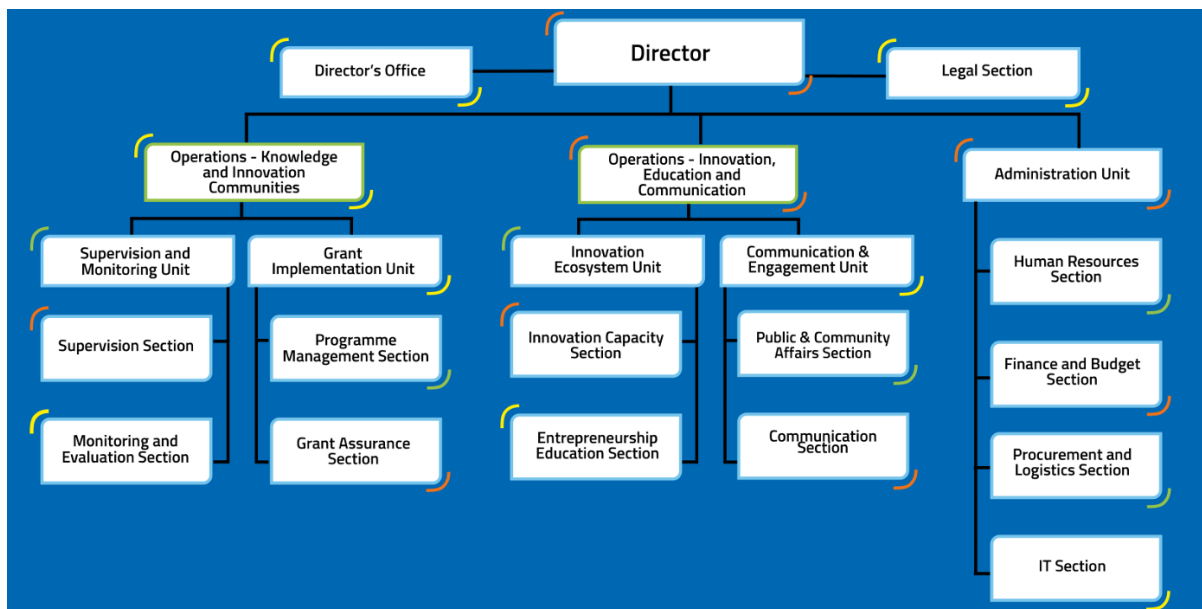 Director
Director's Office
Legal Section
Operations - Knowledge
and Innovation
Communities
Operations - Innovation,
Education and
Communication
Administration Unit
Supervision and
Monitoring Unit
Grant
Implementation Unit
Innovation
Ecosystem Unit
Communication &
Engagement Unit
Human Resources
Section
Supervision Section
Programme
Management Section
Innovation Capacity
Section
Public & Community
Affairs Section
Finance and Budget
Section
Monitoring and
Evaluation Section
Grant Assurance
Section
Entrepreneurship
Education Section
Communication
Section
Procurement and
Logistics Section
IT Section